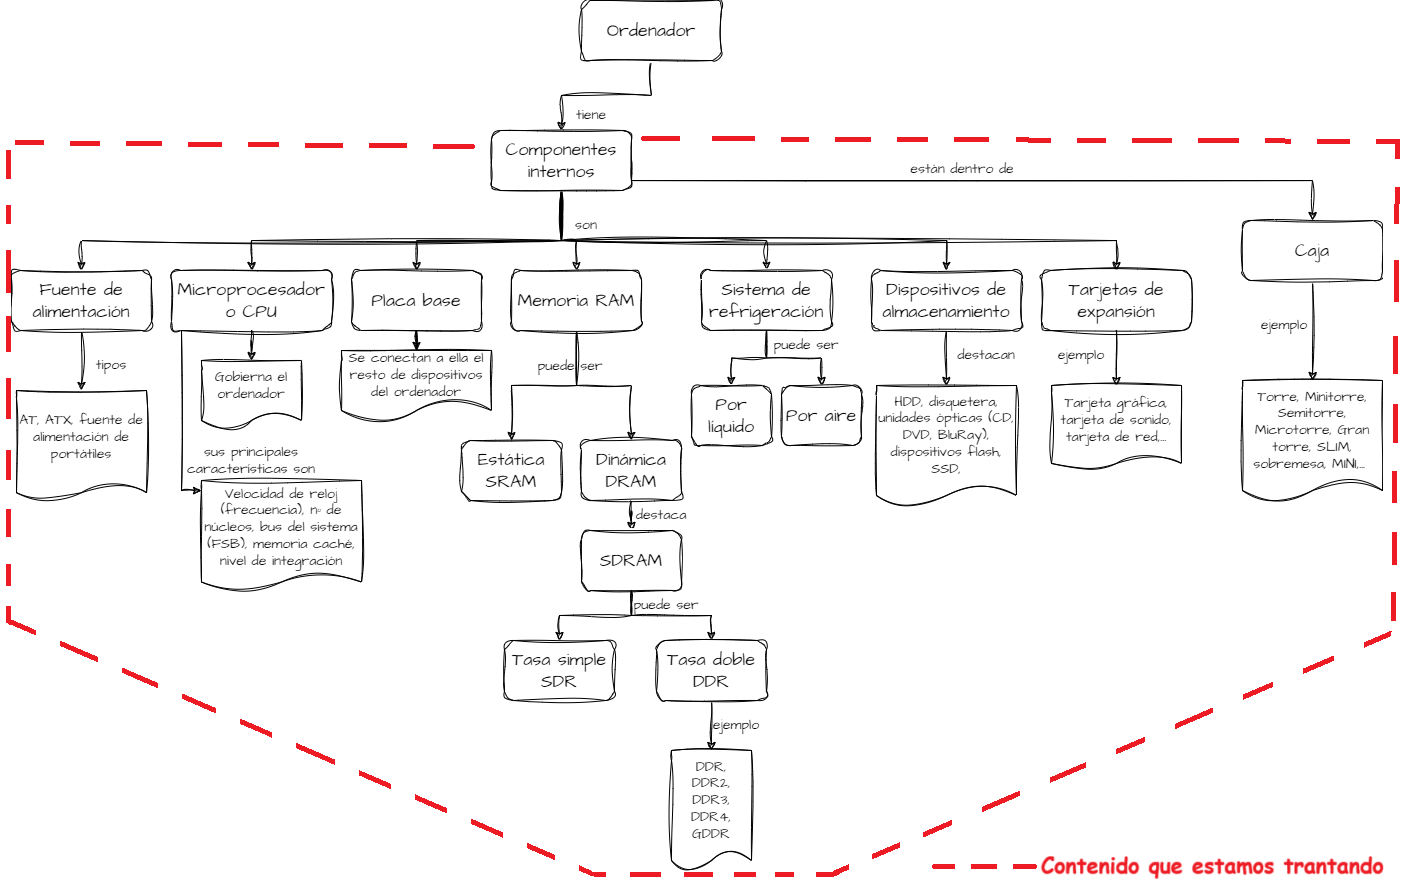 Ordenador
tiene
Componentes
internos
están dentro de
son
Caja
Fuente de
alimentación
Microprocesador
o CPU
Placa base
Memoria RAM
Sistema de
refrigeración
Dispositivos de
almacenamiento
Tarjetas de
expansión
ejemplo
tipos
Gobierna el
ordenador
Se conectan a ella el
resto de dispositivos
del ordenador
puede ser
puede ser
destacan
ejemplo
AT, ATX, fuente de
alimentación de
portátiles
Por
líquido
Por aire
HDD, disquetera,
unidades ópticas (CD,
DVD, BluRay),
dispositivos flash,
SSD,
Tarjeta gráfica,
tarjeta de sonido,
tarjeta de red,...
Torre, Minitorre,
Semitorre,
Microtorre, Gran
torre, SLIM,
sobremesa, MINI,...
sus principales
características son
Velocidad de reloj
(frecuencia), nº de
núcleos, bus del sistema
(FSB), memoria caché,
nivel de integración
Estática
SRAM
Dinámica
DRAM
destaca
SDRAM
puede ser
Tasa simple
SDR
Tasa doble
DDR
ejemplo
DDR,
DDR2,
DDR3,
DDR4,
GDDR
Contenido que estamos trantando